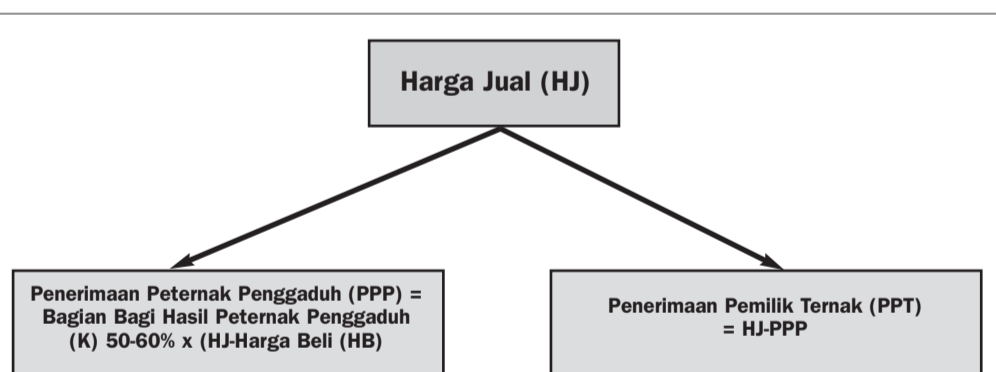 Harga Jual (HJ)
Penerimaan Peternak Penggaduh (PPP) =
Bagian Bagi Hasil Peternak Penggaduh
(K) 50-60% x (HJ-Harga Beli (HB)
Penerimaan Pemilik Ternak (PPT)
= HJ-PPP